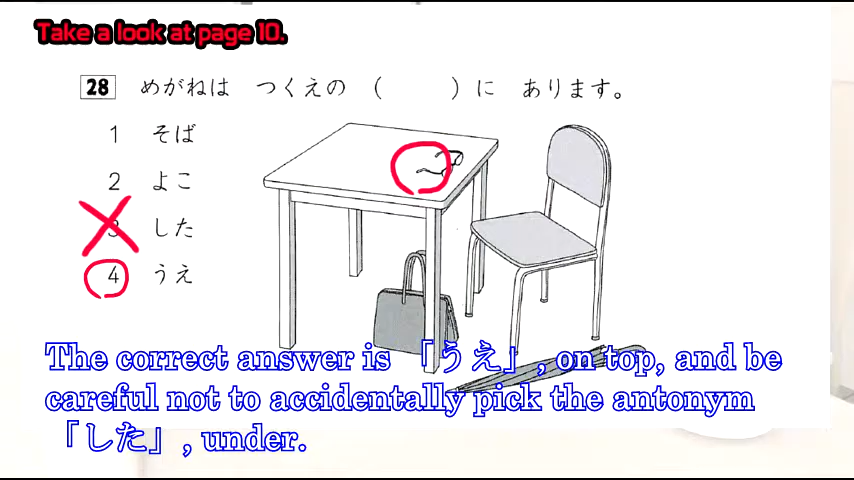 Take a look at page 10.
28 めがねは つくえの ( )に あります。
1 そば
2 よこ
3 した
4 うえ
The correct answer is 「うえ」, on top, and be
careful not to accidentally pick the antonym
「した」, under.